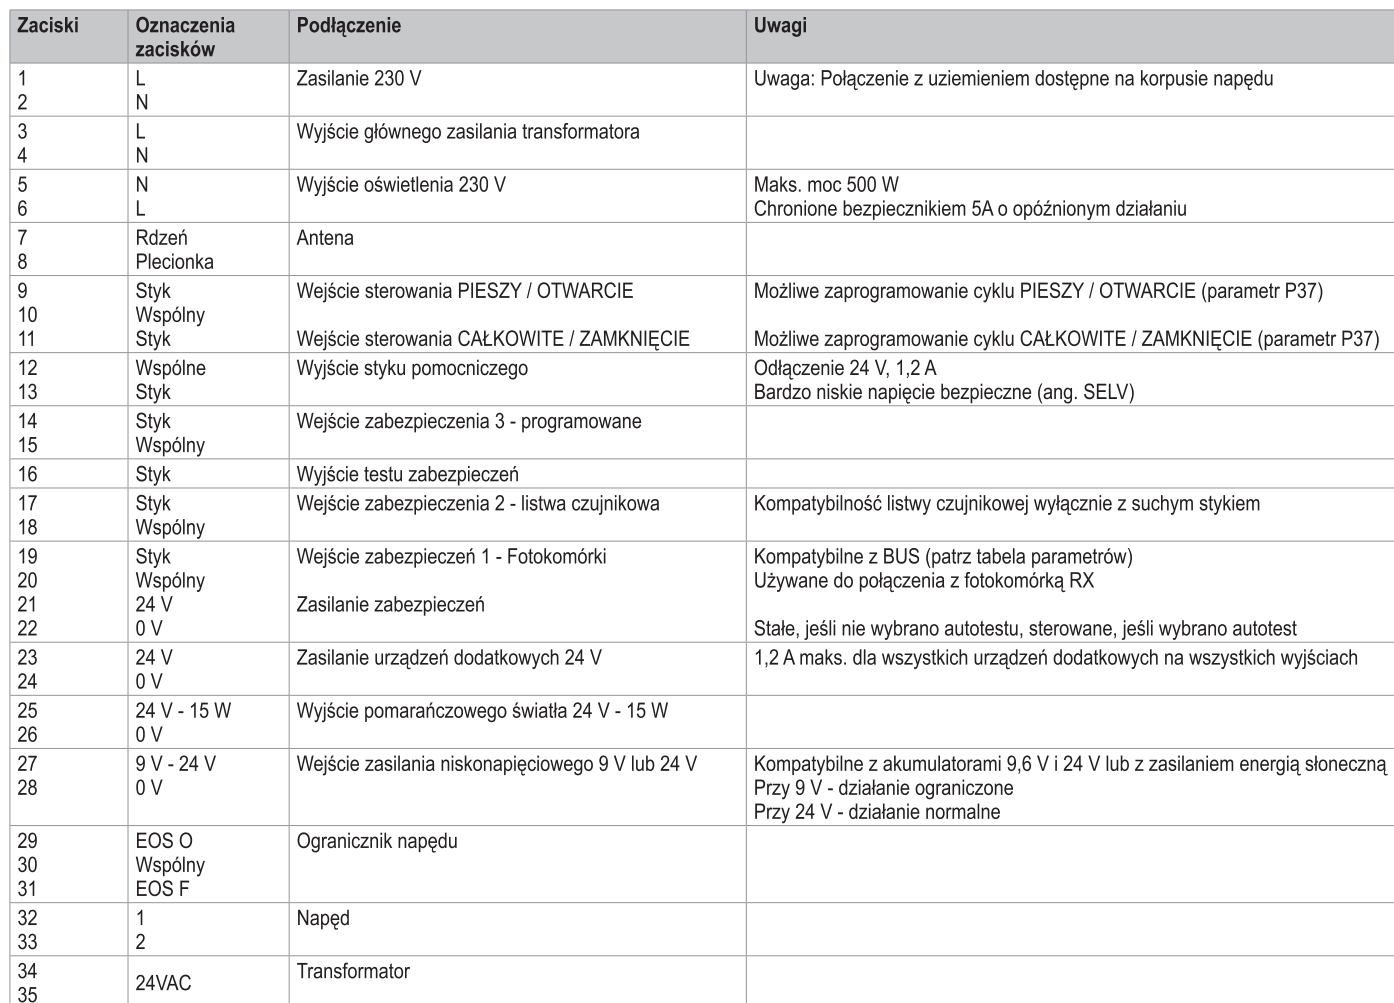 Zaciski Oznaczenia zacisków Podłączenie Uwagi
1 L Zasilanie 230 V Uwaga: Połączenie z uziemieniem dostępne na korpusie napędu
2 N
3 L Wyjście głównego zasilania transformatora
4 N
5 N Wyjście oświetlenia 230 V Maks. moc 500 W
6 L Chronione bezpiecznikiem 5A o opóźnionym działaniu
7 Rdzeń Antena
8 Plecionka
9 Styk Wejście sterowania PIESZY / OTWARCIE Możliwe zaprogramowanie cyklu PIESZY / OTWARCIE (parametr P37)
10 Wspólny
11 Styk Wejście sterowania CAŁKOWITE / ZAMKNIĘCIE Możliwe zaprogramowanie cyklu CAŁKOWITE / ZAMKNIĘCIE (parametr P37)
12 Wspólne Wyjście styku pomocniczego Odłączenie 24 V, 1,2 A
13 Styk Bardzo niskie napięcie bezpieczne (ang. SELV)
14 Styk Wejście zabezpieczenia 3 - programowane
15 Wspólny
16 Styk Wyjście testu zabezpieczeń
17 Styk Wejście zabezpieczenia 2 - listwa czujnikowa Kompatybilność listwy czujnikowej wyłącznie z suchym stykiem
18 Wspólny
19 Styk Wejście zabezpieczeń 1 - Fotokomórki Kompatybilne z BUS (patrz tabela parametrów)
20 Wspólny Używane do połączenia z fotokomórką RX
21 24 V Zasilanie zabezpieczeń
22 0 V Stałe, jeśli nie wybrano autotestu, sterowane, jeśli wybrano autotest
23 24 V Zasilanie urządzeń dodatkowych 24 V 1,2 A maks. dla wszystkich urządzeń dodatkowych na wszystkich wyjściach
24 0 V
25 24 V - 15 W Wyjście pomarańczowego światła 24 V - 15 W
26 0 V
27 9 V - 24 V Wejście zasilania niskonapięciowego 9 V lub 24 V Kompatybilne z akumulatorami 9,6 V i 24 V lub z zasilaniem energią słoneczną
28 0 V Przy 9 V - działanie ograniczone
Przy 24 V - działanie normalne
29 EOS O Ogranicznik napędu
30 Wspólny
31 EOS F
32 1 Napęd
33 2
34 24VAC Transformator
35